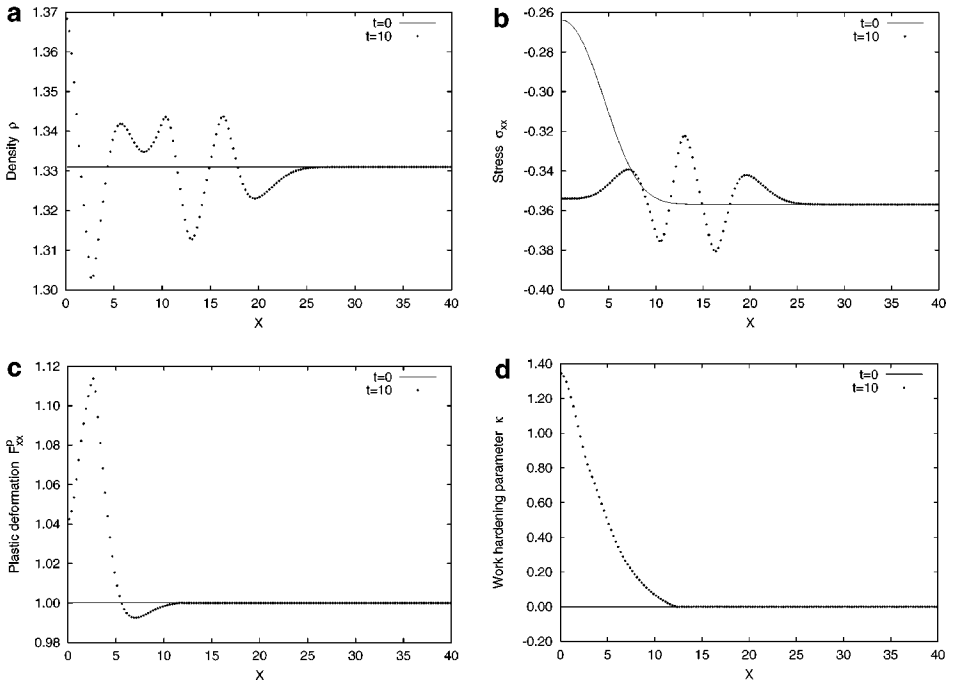 a
1.37
1.36
1.35
1.34
1.33
1.32
1.31
1.30
Density ρ
t=0
t=10
0 5 10 15 20 25 30 35 40
X
b
-0.26
-0.28
-0.30
-0.32
-0.34
-0.36
-0.38
-0.40
Stress σxx
t=0
t=10
0 5 10 15 20 25 30 35 40
X
c
1.12
1.10
1.08
1.06
1.04
1.02
1.00
0.98
Plastic deformation F^p_xx
t=0
t=10
0 5 10 15 20 25 30 35 40
X
d
1.40
1.20
1.00
0.80
0.60
0.40
0.20
0.00
-0.20
Work hardening parameter κ
t=0
t=10
0 5 10 15 20 25 30 35 40
X